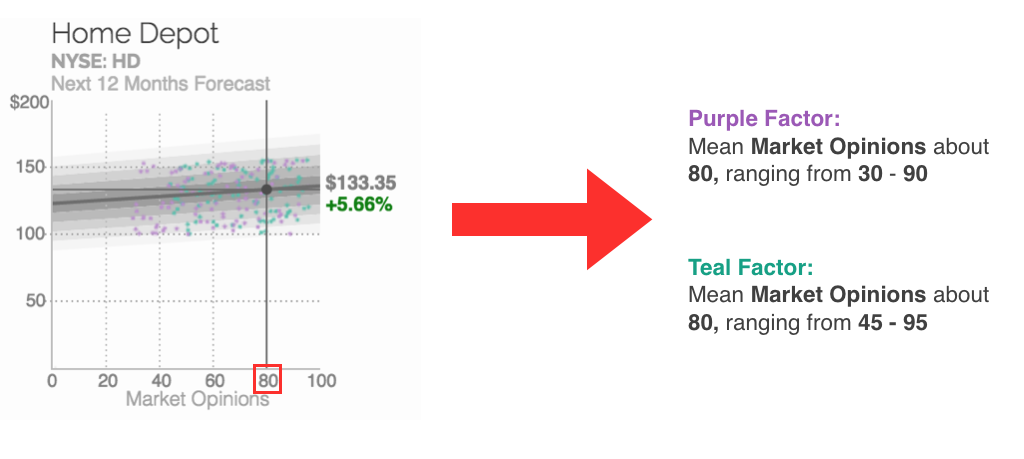 Home Depot
NYSE: HD
Next 12 Months Forecast
$200
150
100
50
$133.35
+5.66%
0 20 40 60 80 100
Market Opinions
Purple Factor:
Mean Market Opinions about
80, ranging from 30 - 90
Teal Factor:
Mean Market Opinions about
80, ranging from 45 - 95